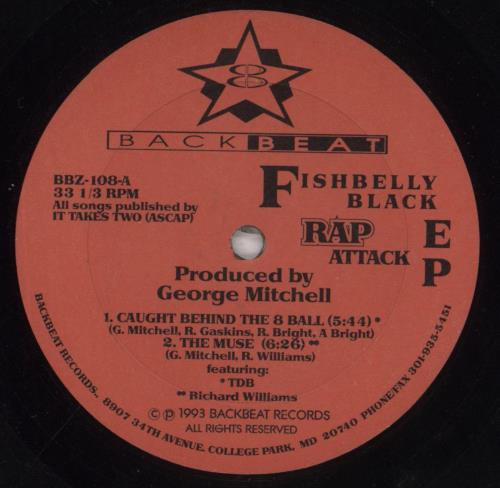 8
BACKBEAT
BBZ-108-A
33 1/3 RPM
All songs published by
IT TAKES TWO (ASCAP)
FISHBELLY
BLACK
RAP
ATTACK
EP
Produced by
George Mitchell
1. CAUGHT BEHIND THE 8 BALL (5:44) *
(G. Mitchell, R. Gaskins, R. Bright, A Bright)
2. THE MUSE (6:26) **
(G. Mitchell, R. Williams)
featuring:
* TDB
** Richard Williams
©℗ 1993 BACKBEAT RECORDS
ALL RIGHTS RESERVED
BACKBEAT RECORDS., 8907 34TH AVENUE, COLLEGE PARK, MD 20740 PHONE/FAX 301-935-5451